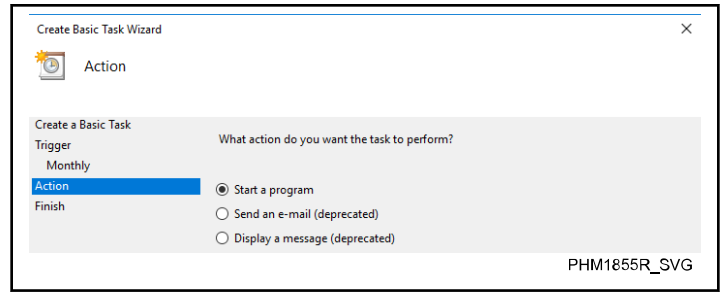 Create Basic Task Wizard
Action
Create a Basic Task
Trigger
Monthly
Action
Finish
What action do you want the task to perform?
Start a program
Send an e-mail (deprecated)
Display a message (deprecated)
PHM1855R_SVG